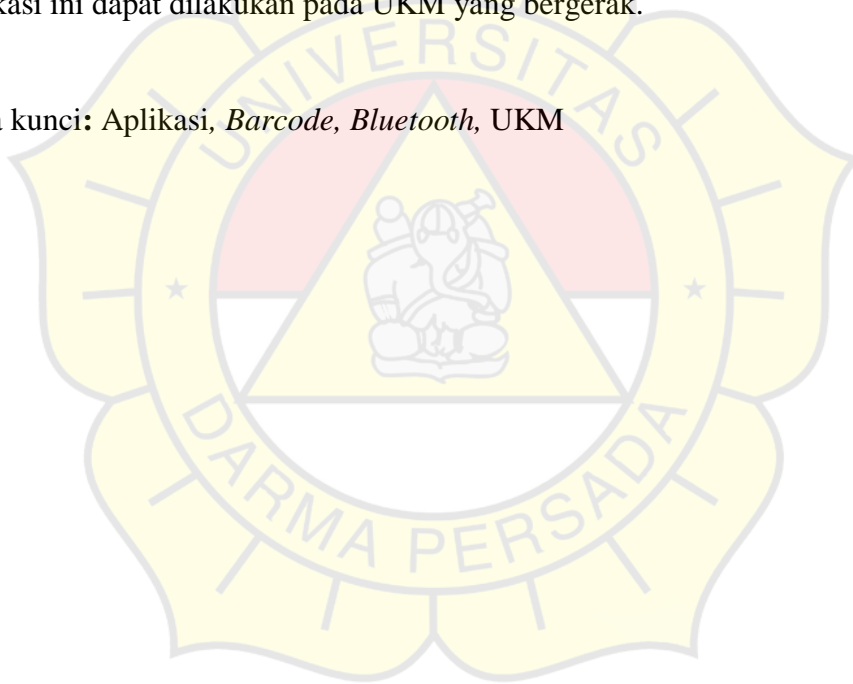 kasi ini dapat dilakukan pada UKM yang bergerak.
kunci: Aplikasi, Barcode, Bluetooth, UKM
UNIVERSITAS
DARMA PERSADA